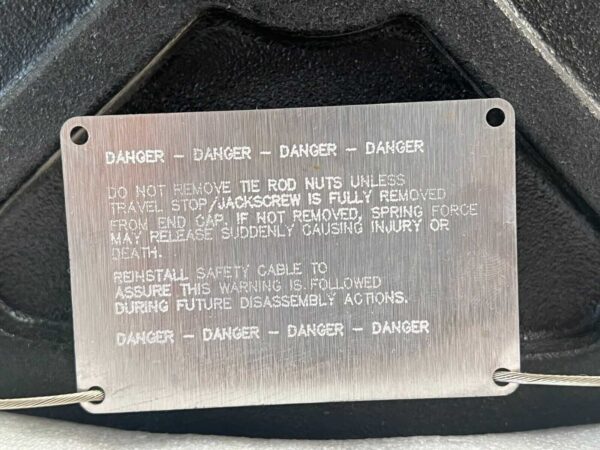 DANGER - DANGER - DANGER - DANGER
DO NOT REMOVE TIE ROD NUTS UNLESS
TRAVEL STOP/JACKSCREW IS FULLY REMOVED
FROM END CAP. IF NOT REMOVED, SPRING FORCE
MAY RELEASE SUDDENLY CAUSING INJURY OR
DEATH.
REINSTALL SAFETY CABLE TO
ASSURE THIS WARNING IS FOLLOWED
DURING FUTURE DISASSEMBLY ACTIONS.
DANGER - DANGER - DANGER - DANGER